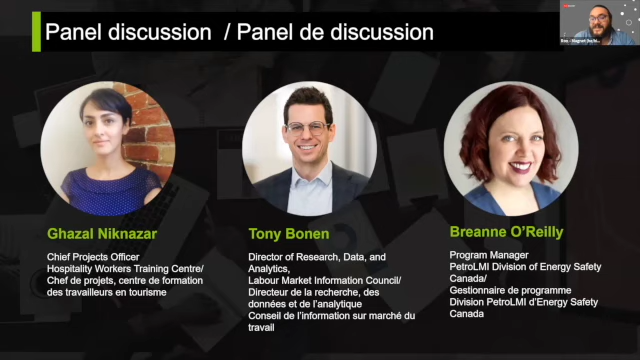 Panel discussion / Panel de discussion
Ghazal Niknazar
Chief Projects Officer
Hospitality Workers Training Centre/
Chef de projets, centre de formation
des travailleurs en tourisme
Tony Bonen
Director of Research, Data, and
Analytics,
Labour Market Information Council/
Directeur de la recherche, des
données et de l'analytique
Conseil de l'information sur marché du
travail
Breanne O'Reilly
Program Manager
PetroLMI Division of Energy Safety
Canada/
Gestionnaire de programme
Division PetroLMI d'Energy Safety
Canada